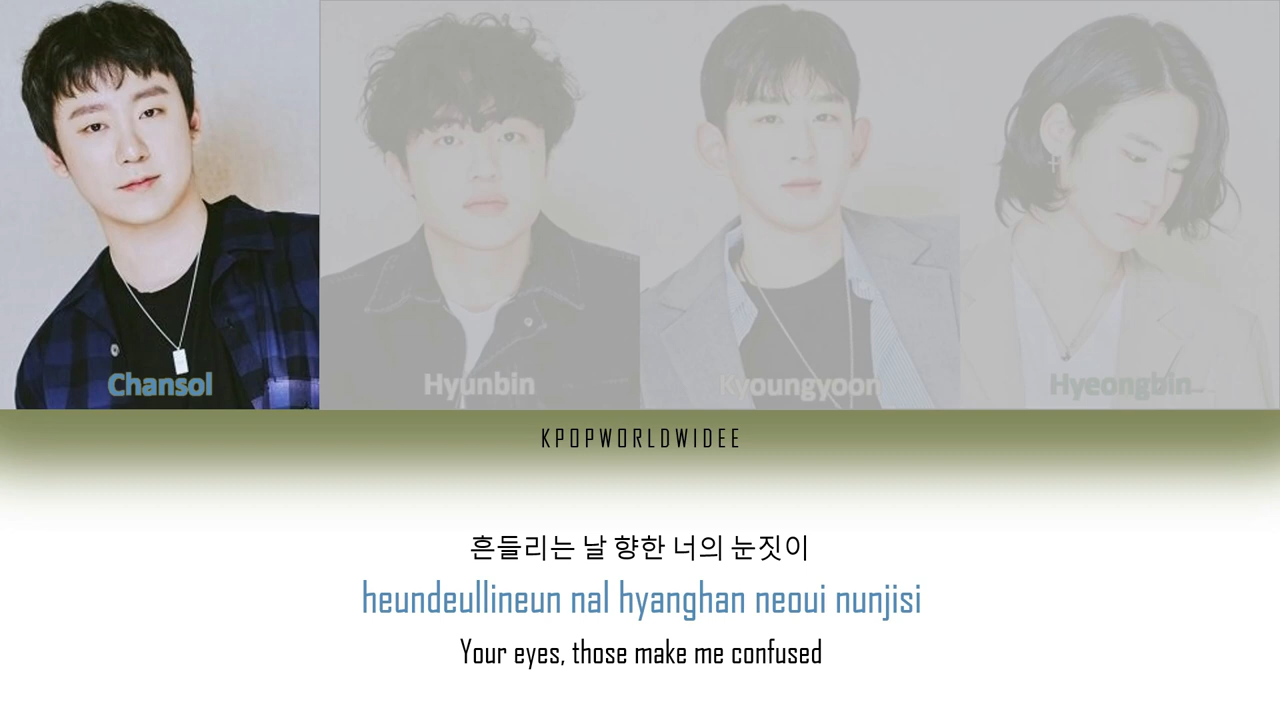 Chansol
Hyunbin
Kyoungyoon
Hyeongbin
KPOPWORLDWIDEE
흔들리는 날 향한 너의 눈짓이
heundeullineun nal hyanghan neoui nunjisi
Your eyes, those make me confused